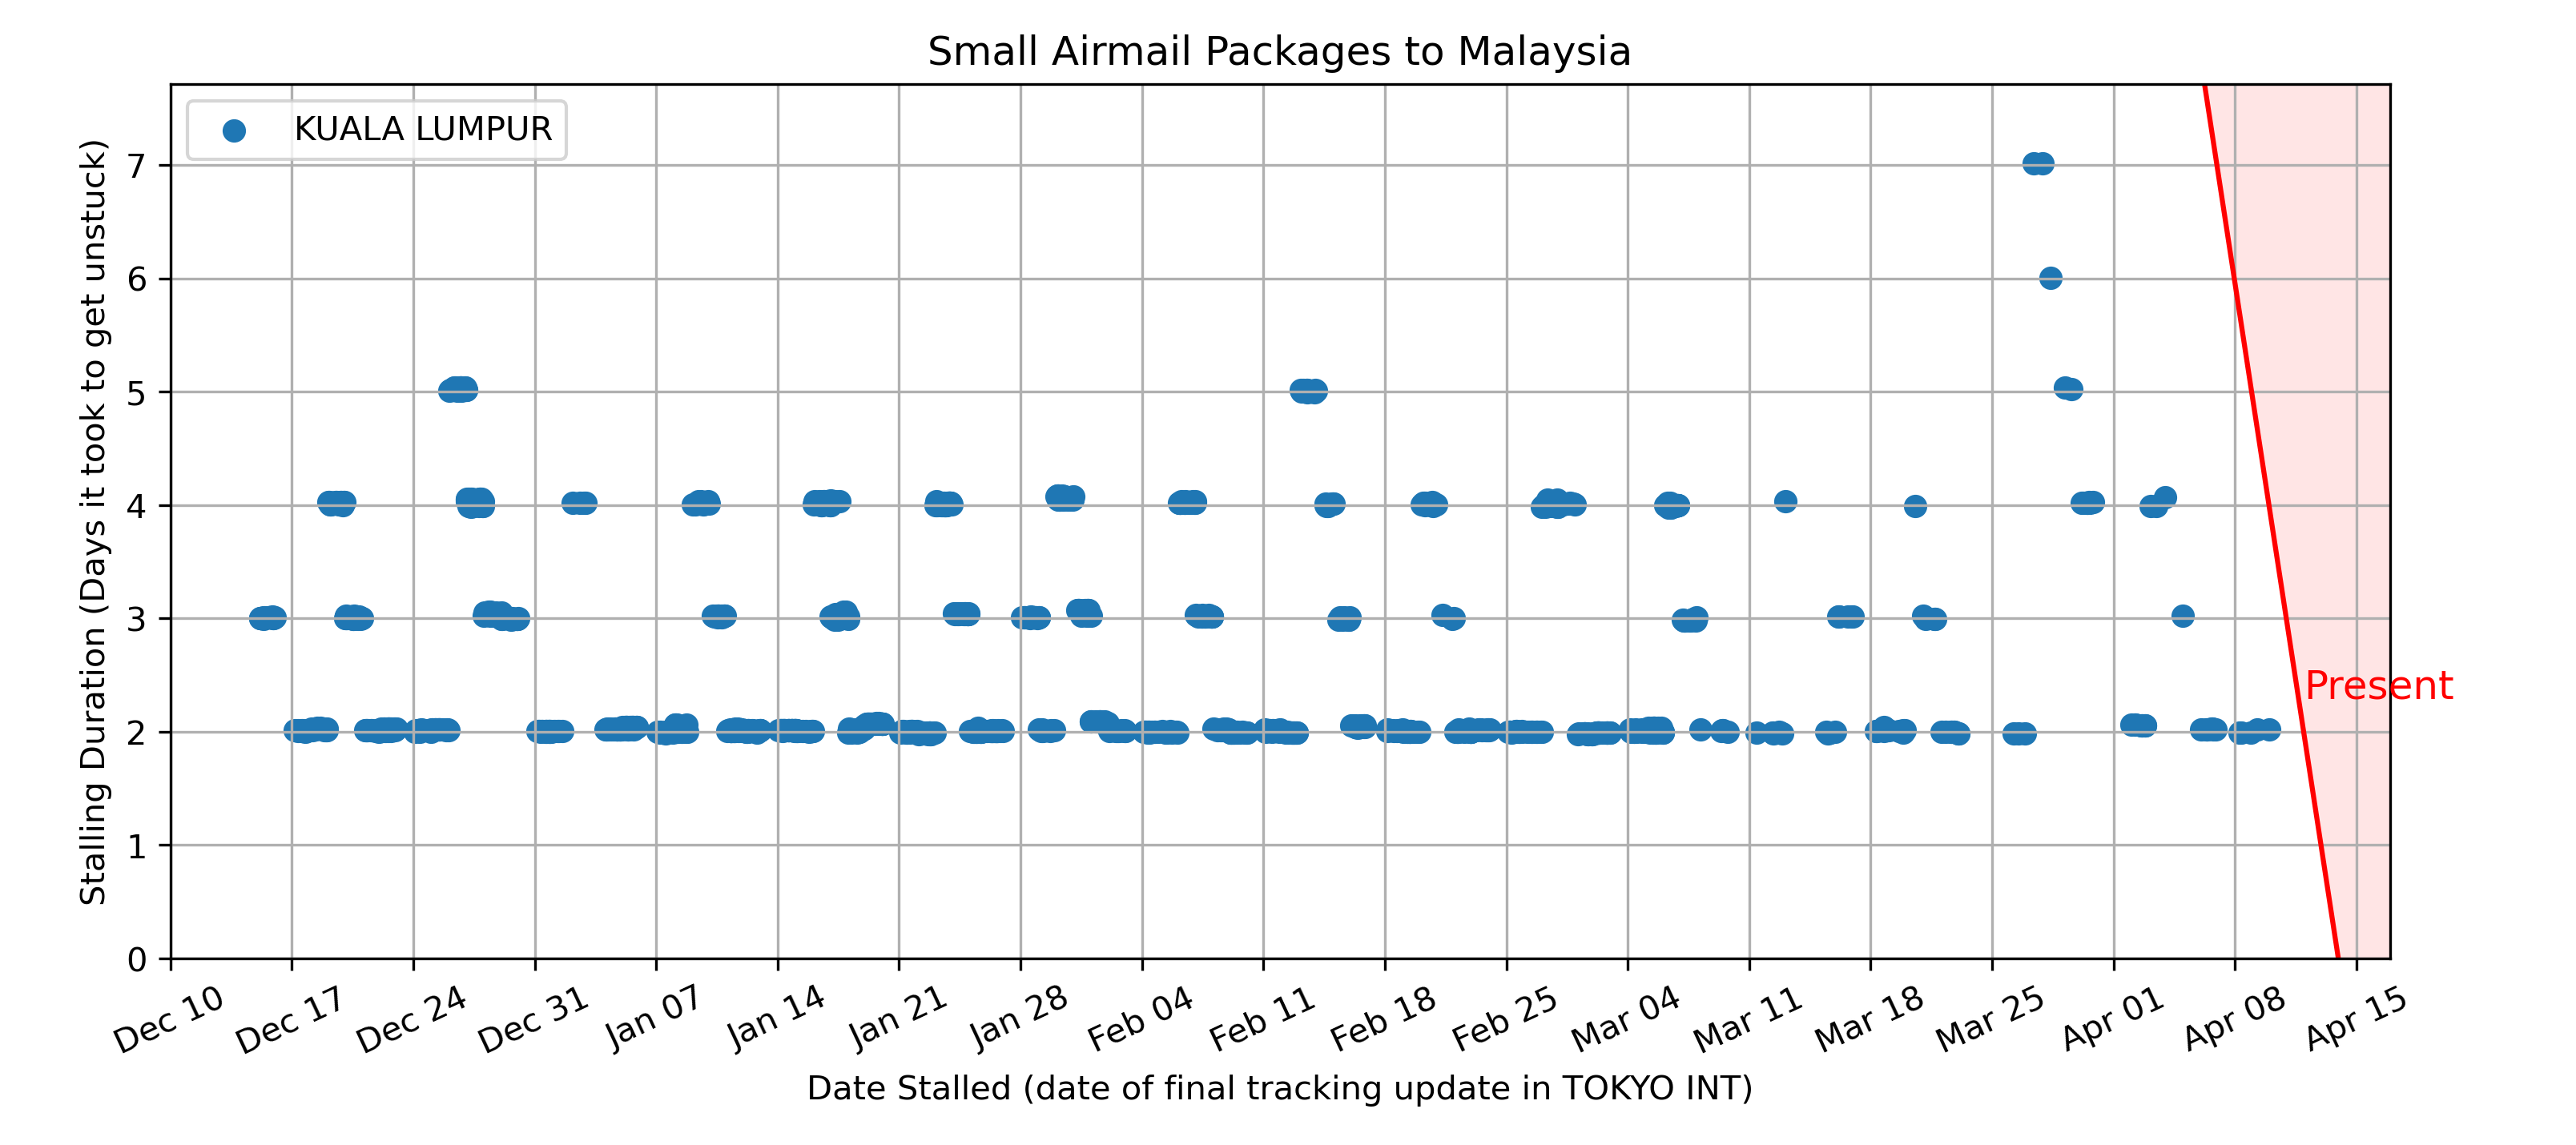 Small Airmail Packages to Malaysia
KUALA LUMPUR
Stalling Duration (Days it took to get unstuck)
7
6
5
4
3
2
1
0
Present
Dec 10
Dec 17
Dec 24
Dec 31
Jan 07
Jan 14
Jan 21
Jan 28
Feb 04
Feb 11
Feb 18
Feb 25
Mar 04
Mar 11
Mar 18
Mar 25
Apr 01
Apr 08
Apr 15
Date Stalled (date of final tracking update in TOKYO INT)